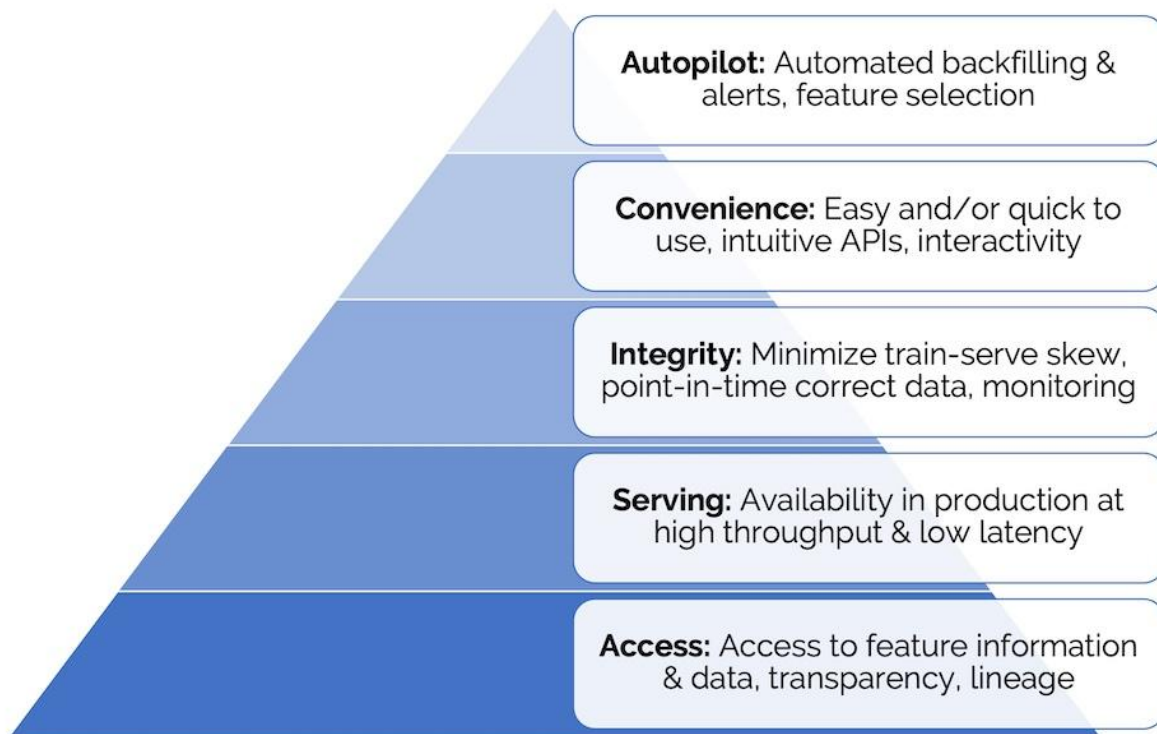 Autopilot: Automated backfilling &
alerts, feature selection
Convenience: Easy and/or quick to
use, intuitive APIs, interactivity
Integrity: Minimize train-serve skew,
point-in-time correct data, monitoring
Serving: Availability in production at
high throughput & low latency
Access: Access to feature information
& data, transparency, lineage